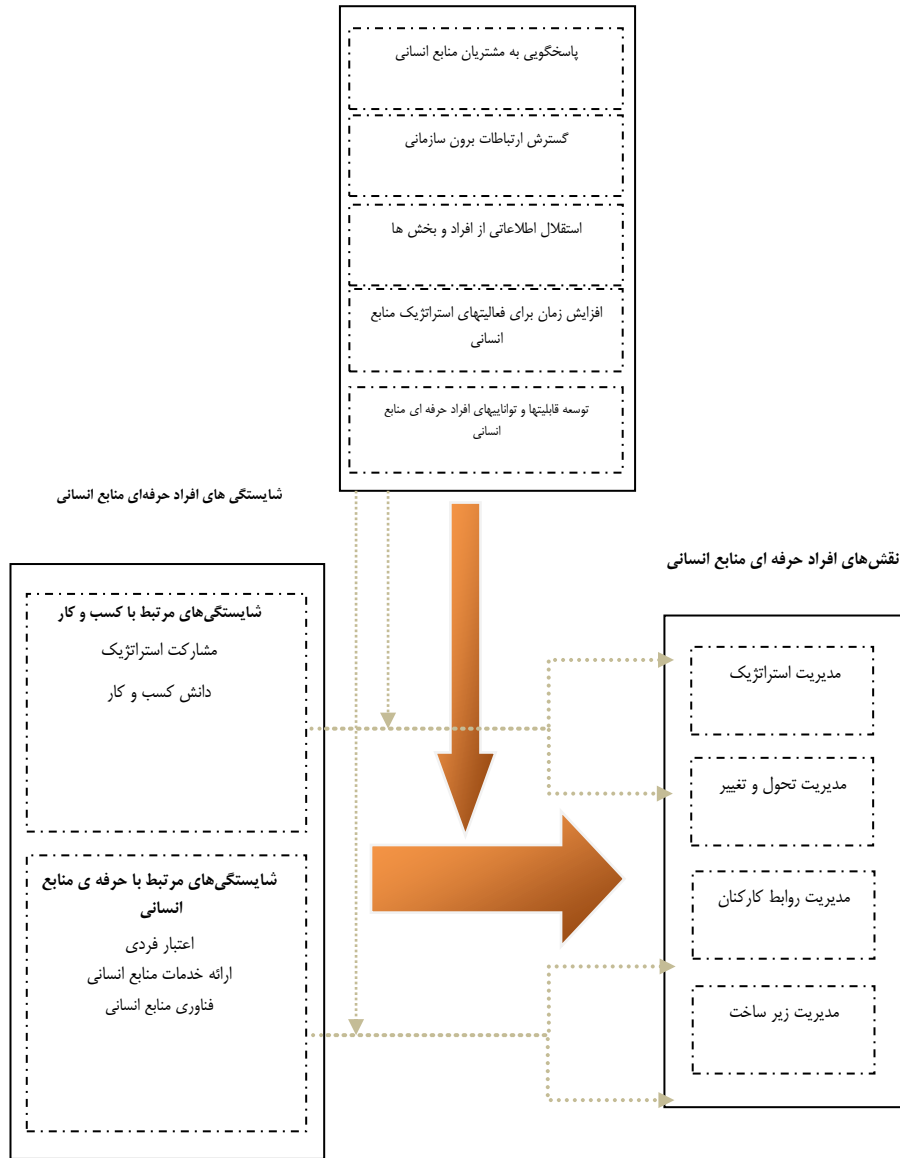 پاسخگویی به مشتریان منابع انسانی
گسترش ارتباطات برون سازمانی
استقلال اطلاعاتی از افراد و بخش ها
افزایش زمان برای فعالیتهای استراتژیک منابع
انسانی
توسعه قابلیتها و تواناییهای افراد حرفه ای منابع
انسانی
شایستگی های افراد حرفه‌ای منابع انسانی
نقش‌های افراد حرفه ای منابع انسانی
شایستگی‌های مرتبط با کسب و کار
مشارکت استراتژیک
دانش کسب و کار
شایستگی‌های مرتبط با حرفه ی منابع
انسانی
اعتبار فردی
ارائه خدمات منابع انسانی
فناوری منابع انسانی
مدیریت استراتژیک
مدیریت تحول و تغییر
مدیریت روابط کارکنان
مدیریت زیر ساخت